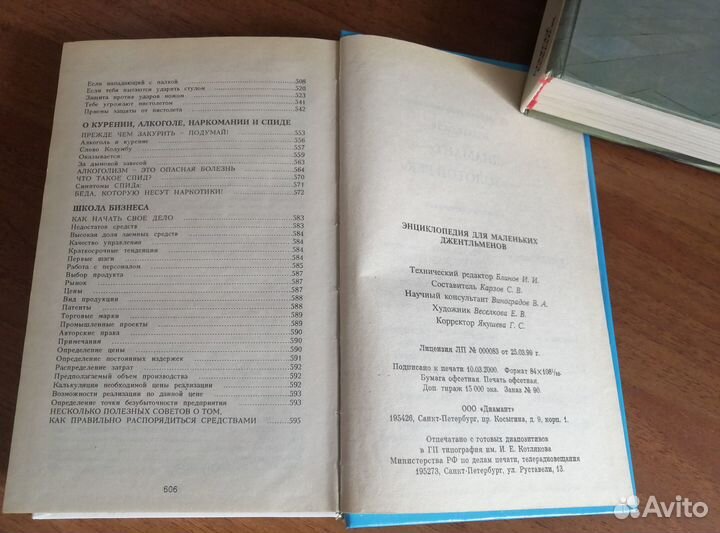 Если нападающий с палкой 508
Если тебя пытаются ударить стулом 520
Защита против ударов ножом 523
Тебе угрожают пистолетом 541
Приемы защиты от пистолета 542
О КУРЕНИИ, АЛКОГОЛЕ, НАРКОМАНИИ И СПИДЕ
ПРЕЖДЕ ЧЕМ ЗАКУРИТЬ – ПОДУМАЙ! 553
Алкоголь и курение 556
Слово Колумбу 557
Оказывается: 559
За дымовой завесой 563
АЛКОГОЛИЗМ – ЭТО ОПАСНАЯ БОЛЕЗНЬ 564
ЧТО ТАКОЕ СПИД? 570
Симптомы СПИДа: 571
БЕДА, КОТОРУЮ НЕСУТ НАРКОТИКИ! 572
ШКОЛА БИЗНЕСА
КАК НАЧАТЬ СВОЕ ДЕЛО 583
Недостаток средств 583
Высокая доля заемных средств 584
Качество управления 584
Краткосрочные тенденции 584
Первые шаги 584
Работа с персоналом 585
Выбор продукта 587
Рынок 587
Цены 587
Вид продукции 588
Патенты 588
Торговые марки 589
Промышленные проекты 590
Авторские права 590
Примечания 590
Определение цены 590
Определение постоянных издержек 591
Распределение затрат 592
Предполагаемый объем производства 592
Калькуляция необходимой цены реализации 592
Возможности реализации по данной цене 593
Определение точки безубыточности предприятия 593
НЕСКОЛЬКО ПОЛЕЗНЫХ СОВЕТОВ О ТОМ,
КАК ПРАВИЛЬНО РАСПОРЯДИТЬСЯ СРЕДСТВАМИ 595
606
ЭНЦИКЛОПЕДИЯ ДЛЯ МАЛЕНЬКИХ
ДЖЕНТЛЬМЕНОВ
Технический редактор Блинов И. И.
Составитель Карзов С. В.
Научный консультант Виноградов В. А.
Художник Веселкова Е. В.
Корректор Якушева Г. С.
Лицензия ЛП № 000083 от 25.03.99 г.
Подписано к печати 10.03.2000. Формат 84×108¹/₃₂.
Бумага офсетная. Печать офсетная.
Доп. тираж 15 000 экз. Заказ № 90.
ООО «Диамант»
195426, Санкт-Петербург, пр. Косыгина, д. 9, корп. 1.
Отпечатано с готовых диапозитивов
в ГП типография им. И. Е. Котлякова
Министерства РФ по делам печати, телерадиовещания
195273, Санкт-Петербург, ул. Руставели, 13.
Avito